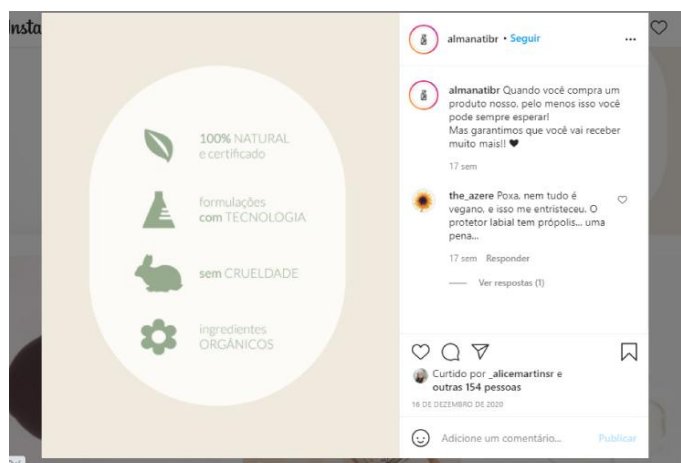 Insta
100% NATURAL
e certificado
formulações
com TECNOLOGIA
sem CRUELDADE
ingredientes
ORGÂNICOS
almanatibr • Seguir
almanatibr Quando você compra um
produto nosso, pelo menos isso você
pode sempre esperar!
Mas garantimos que você vai receber
muito mais!! 🖤
17 sem
the_azere Poxa, nem tudo é
vegano, e isso me entristeceu. O
protetor labial tem própolis... uma
pena...
17 sem Responder
Ver respostas (1)
Curtido por _alicemartinsr e
outras 154 pessoas
16 DE DEZEMBRO DE 2020
Adicione um comentário... Publicar